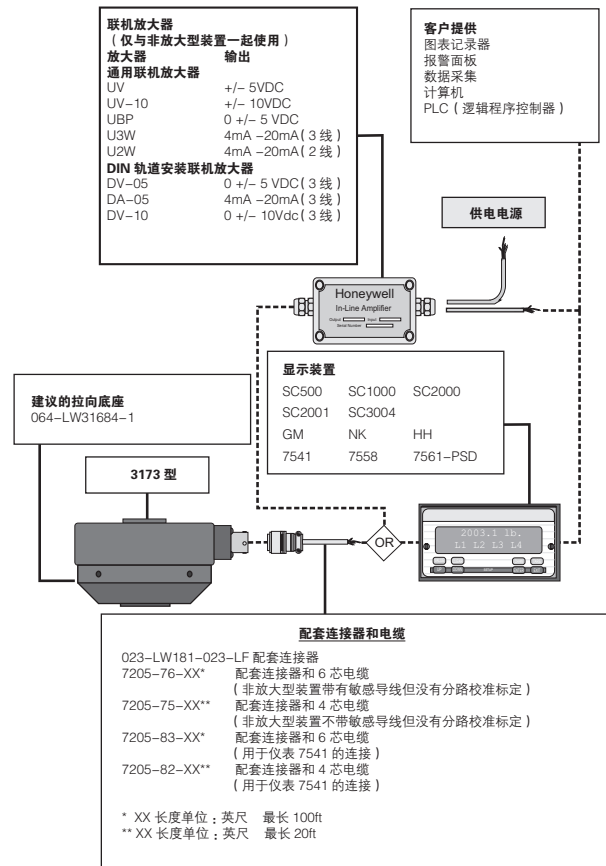 联机放大器
（仅与非放大型装置一起使用）
放大器 输出
通用联机放大器
UV +/− 5VDC
UV−10 +/− 10VDC
UBP 0 +/− 5 VDC
U3W 4mA −20mA（3 线）
U2W 4mA −20mA（2 线）
DIN 轨道安装联机放大器
DV−05 0 +/− 5 VDC（3 线）
DA−05 4mA −20mA（3 线）
DV−10 0 +/− 10Vdc（3 线）
客户提供
图表记录器
报警面板
数据采集
计算机
PLC（逻辑程序控制器）
供电电源
Honeywell
In-Line Amplifier
Output Input
Serial Number
显示装置
SC500 SC1000 SC2000
SC2001 SC3004
GM NK HH
7541 7558 7561−PSD
建议的拉向底座
064−LW31684−1
3173 型
OR
2003.1 lb.
L1 L2 L3 L4
配套连接器和电缆
023−LW181−023−LF 配套连接器
7205−76−XX* 配套连接器和 6 芯电缆
（非放大型装置带有敏感导线但没有分路校准标定）
7205−75−XX** 配套连接器和 4 芯电缆
（非放大型装置不带敏感导线但没有分路校准标定）
7205−83−XX* 配套连接器和 6 芯电缆
（用于仪表 7541 的连接）
7205−82−XX** 配套连接器和 4 芯电缆
（用于仪表 7541 的连接）
* XX 长度单位：英尺 最长 100ft
** XX 长度单位：英尺 最长 20ft